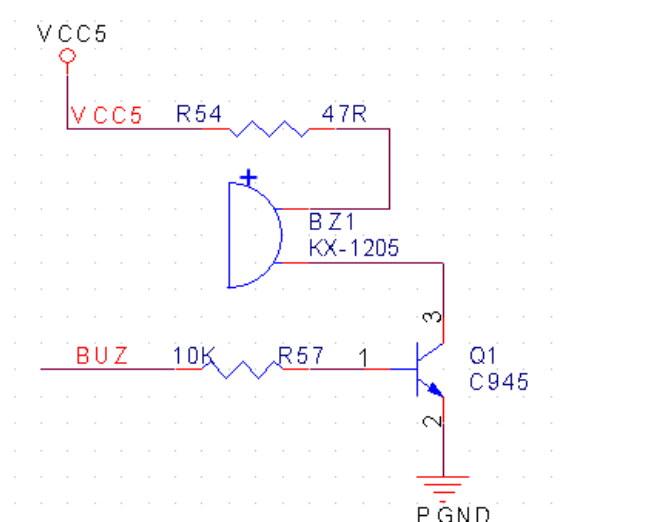 VCC5
VCC5 R54 47R
+
BZ1
KX-1205
3
BUZ 10K R57 1 Q1
C945
2
PGND